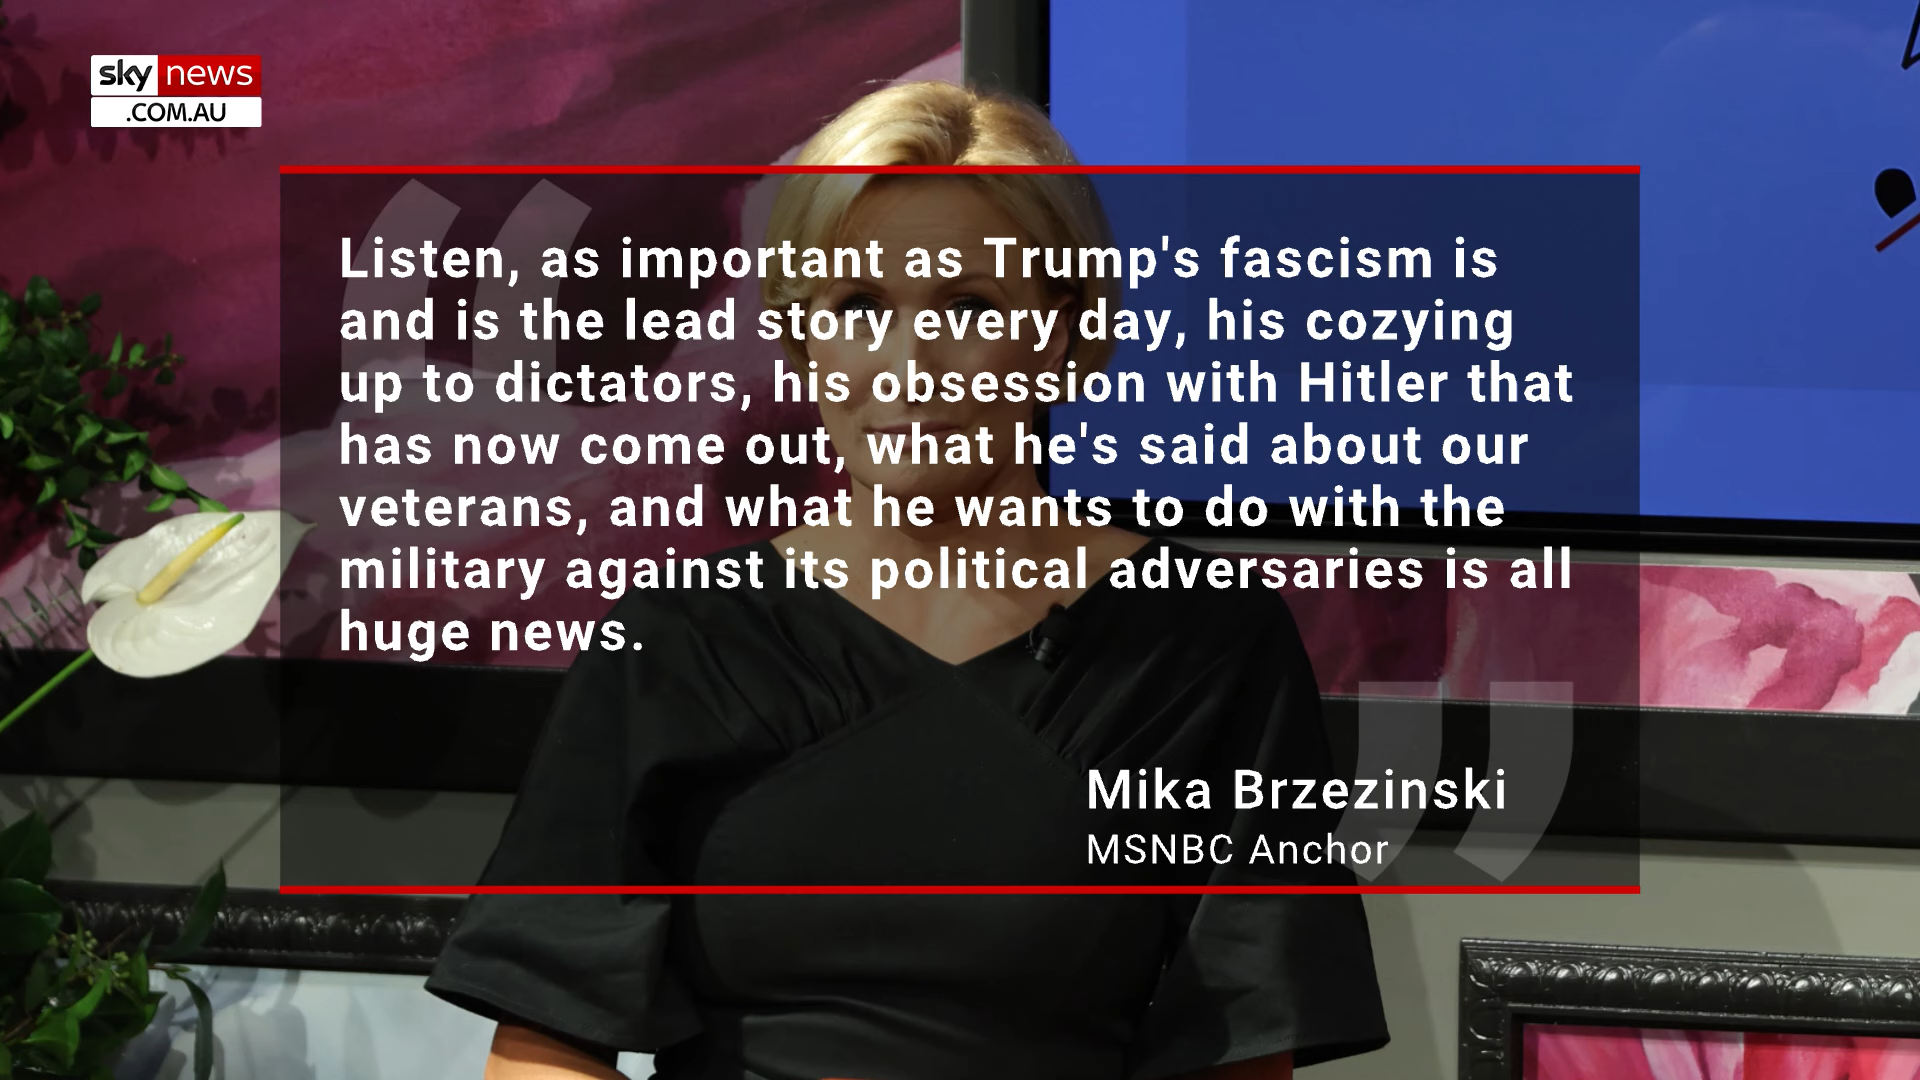 sky news
.COM.AU
Listen, as important as Trump's fascism is
and is the lead story every day, his cozying
up to dictators, his obsession with Hitler that
has now come out, what he's said about our
veterans, and what he wants to do with the
military against its political adversaries is all
huge news.
Mika Brzezinski
MSNBC Anchor